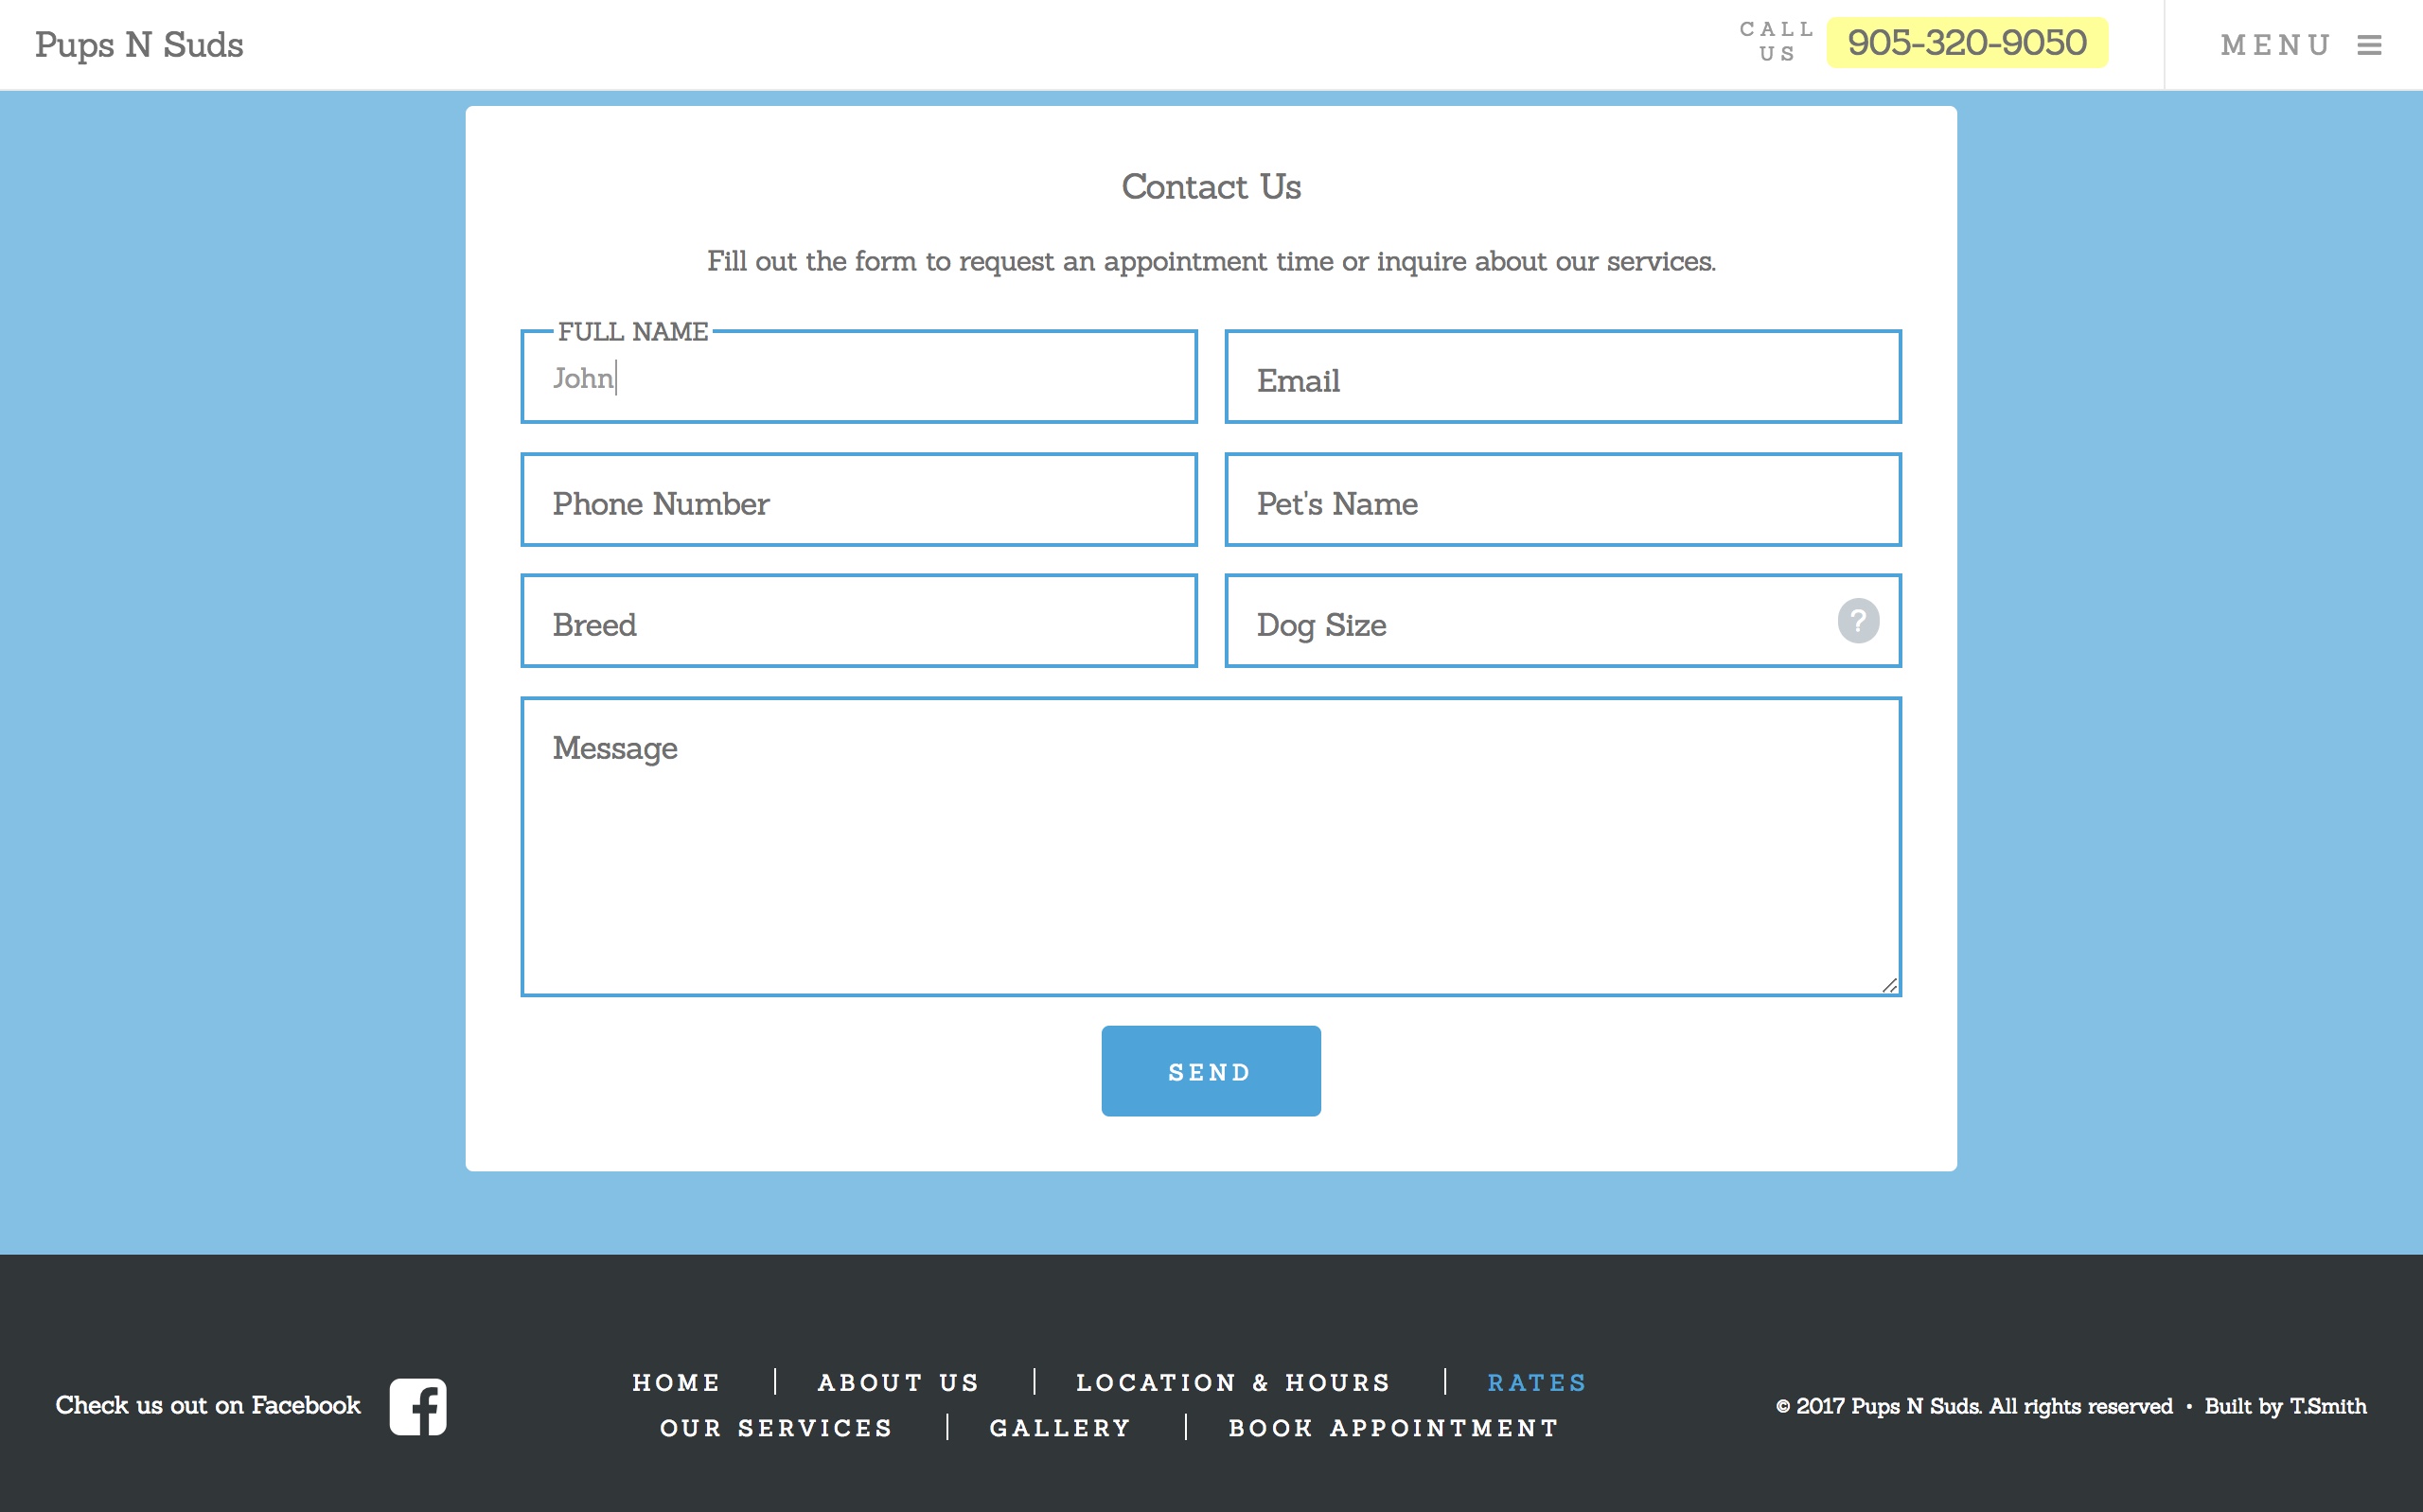 Pups N Suds
CALL
US
905-320-9050
MENU
Contact Us
Fill out the form to request an appointment time or inquire about our services.
FULL NAME
John
Email
Phone Number
Pet's Name
Breed
Dog Size
?
Message
SEND
Check us out on Facebook
HOME
ABOUT US
LOCATION & HOURS
RATES
OUR SERVICES
GALLERY
BOOK APPOINTMENT
© 2017 Pups N Suds. All rights reserved • Built by T.Smith